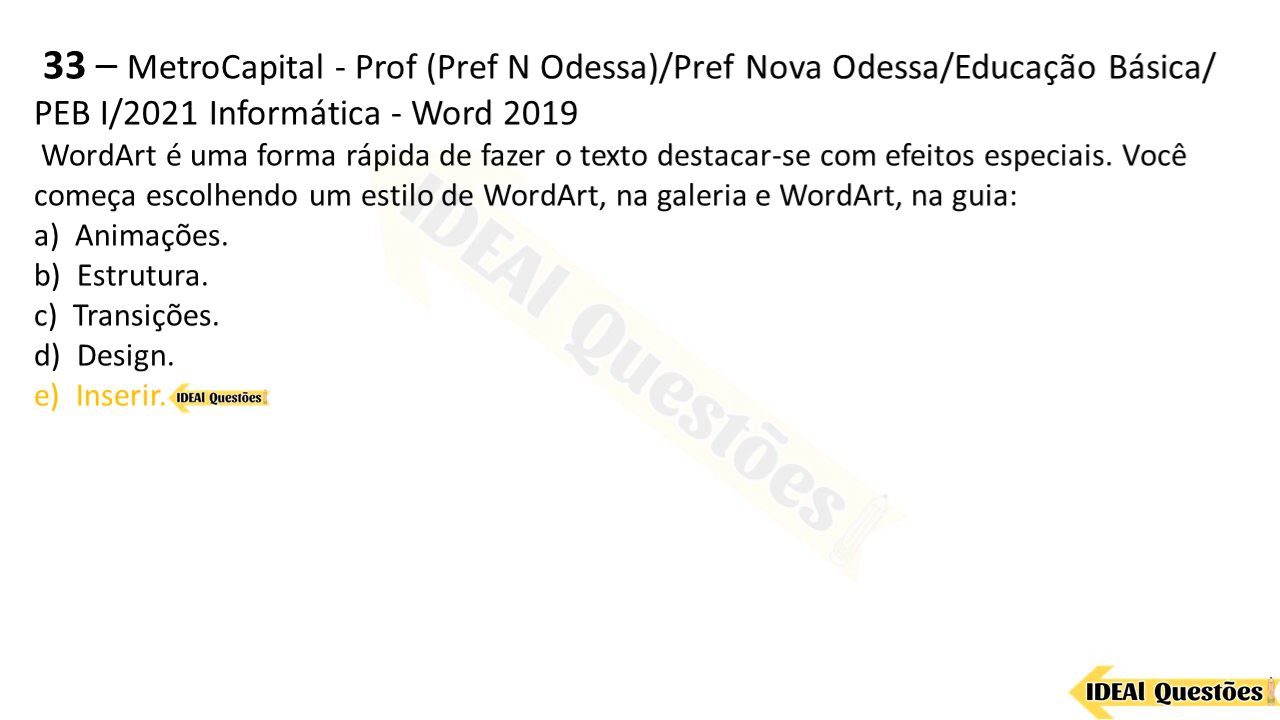 33 – MetroCapital - Prof (Pref N Odessa)/Pref Nova Odessa/Educação Básica/
PEB I/2021 Informática - Word 2019
WordArt é uma forma rápida de fazer o texto destacar-se com efeitos especiais. Você
começa escolhendo um estilo de WordArt, na galeria e WordArt, na guia:
a) Animações.
b) Estrutura.
c) Transições.
d) Design.
e) Inserir. IDEAl Questões
IDEAl Questões
IDEAl Questões